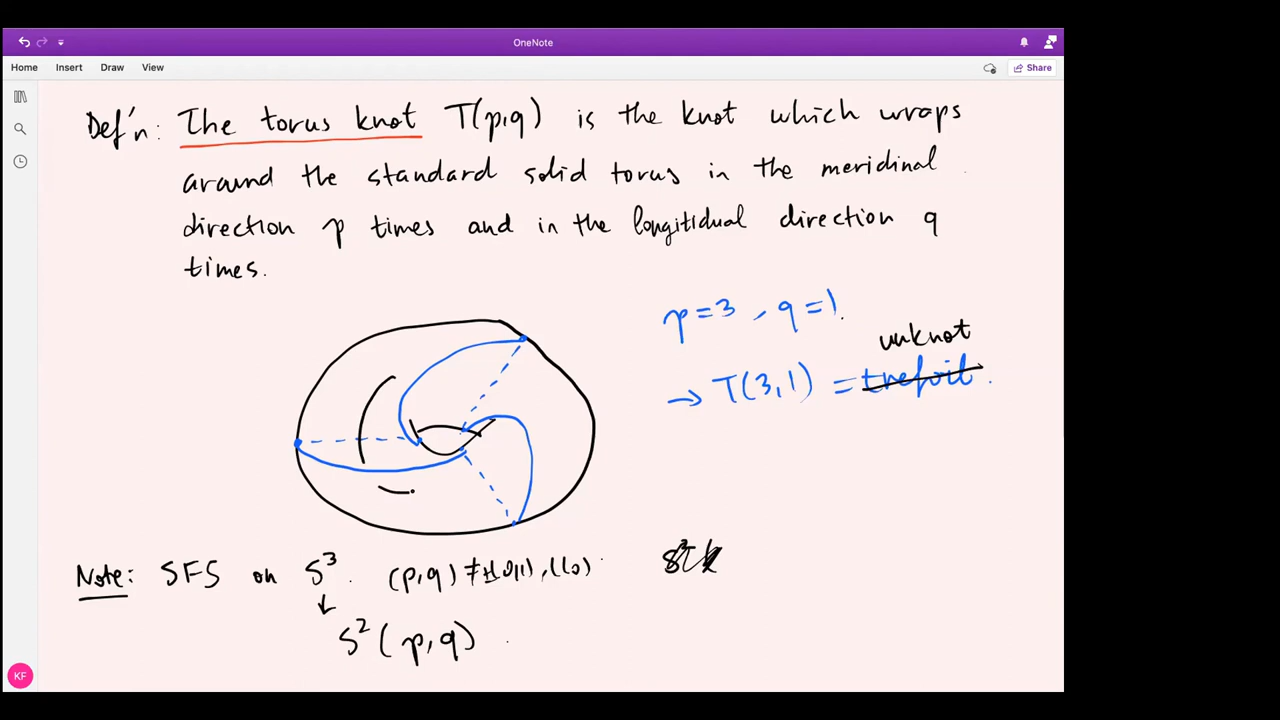 OneNote
Home Insert Draw View Share
Def'n: The torus knot T(p,q) is the knot which wraps
around the standard solid torus in the meridinal
direction p times and in the longitidual direction q
times.
p=3, q=1.
unknot
→ T(3,1) = trefoil.
Note: SFS on S³. (p,q) ≠ ±(0,1), (1,0).
↓
S²(p,q)
KF